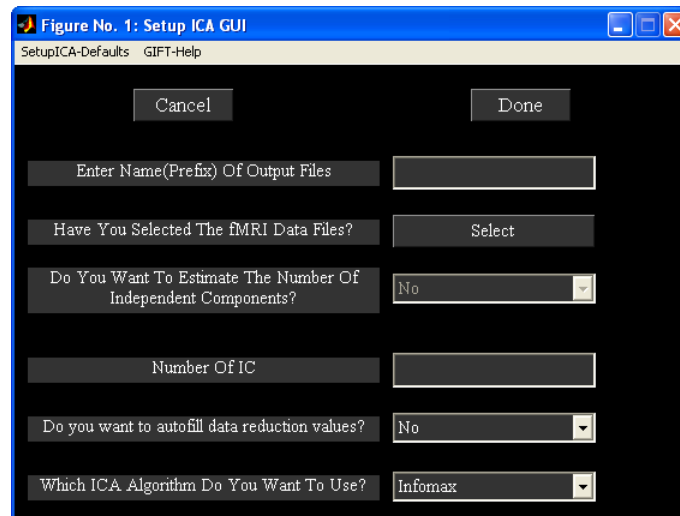 Figure No. 1: Setup ICA GUI
SetupICA-Defaults GIFT-Help
Cancel Done
Enter Name(Prefix) Of Output Files
Have You Selected The fMRI Data Files? Select
Do You Want To Estimate The Number Of
Independent Components? No
Number Of IC
Do you want to autofill data reduction values? No
Which ICA Algorithm Do You Want To Use? Infomax